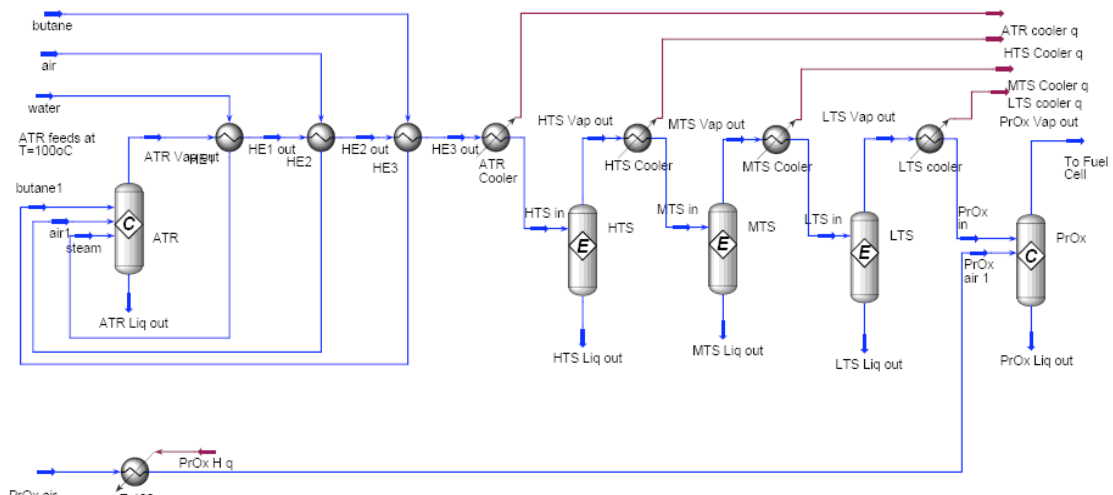 butane
air
water
ATR feeds at
T=100oC
butane1
air1
steam
C
ATR
ATR Liq out
HE1
HE1 out
HE2
HE2 out
HE3
HE3 out
ATR
Cooler
HTS in
HTS Vap out
HTS Cooler
E
HTS
HTS Liq out
MTS in
MTS Vap out
MTS Cooler
E
MTS
MTS Liq out
LTS in
LTS Vap out
LTS cooler
E
LTS
LTS Liq out
ATR cooler q
HTS Cooler q
MTS Cooler q
LTS cooler q
PrOx Vap out
To Fuel
Cell
PrOx
in
PrOx
air 1
C
PrOx
PrOx Liq out
PrOx H q
PrOx air